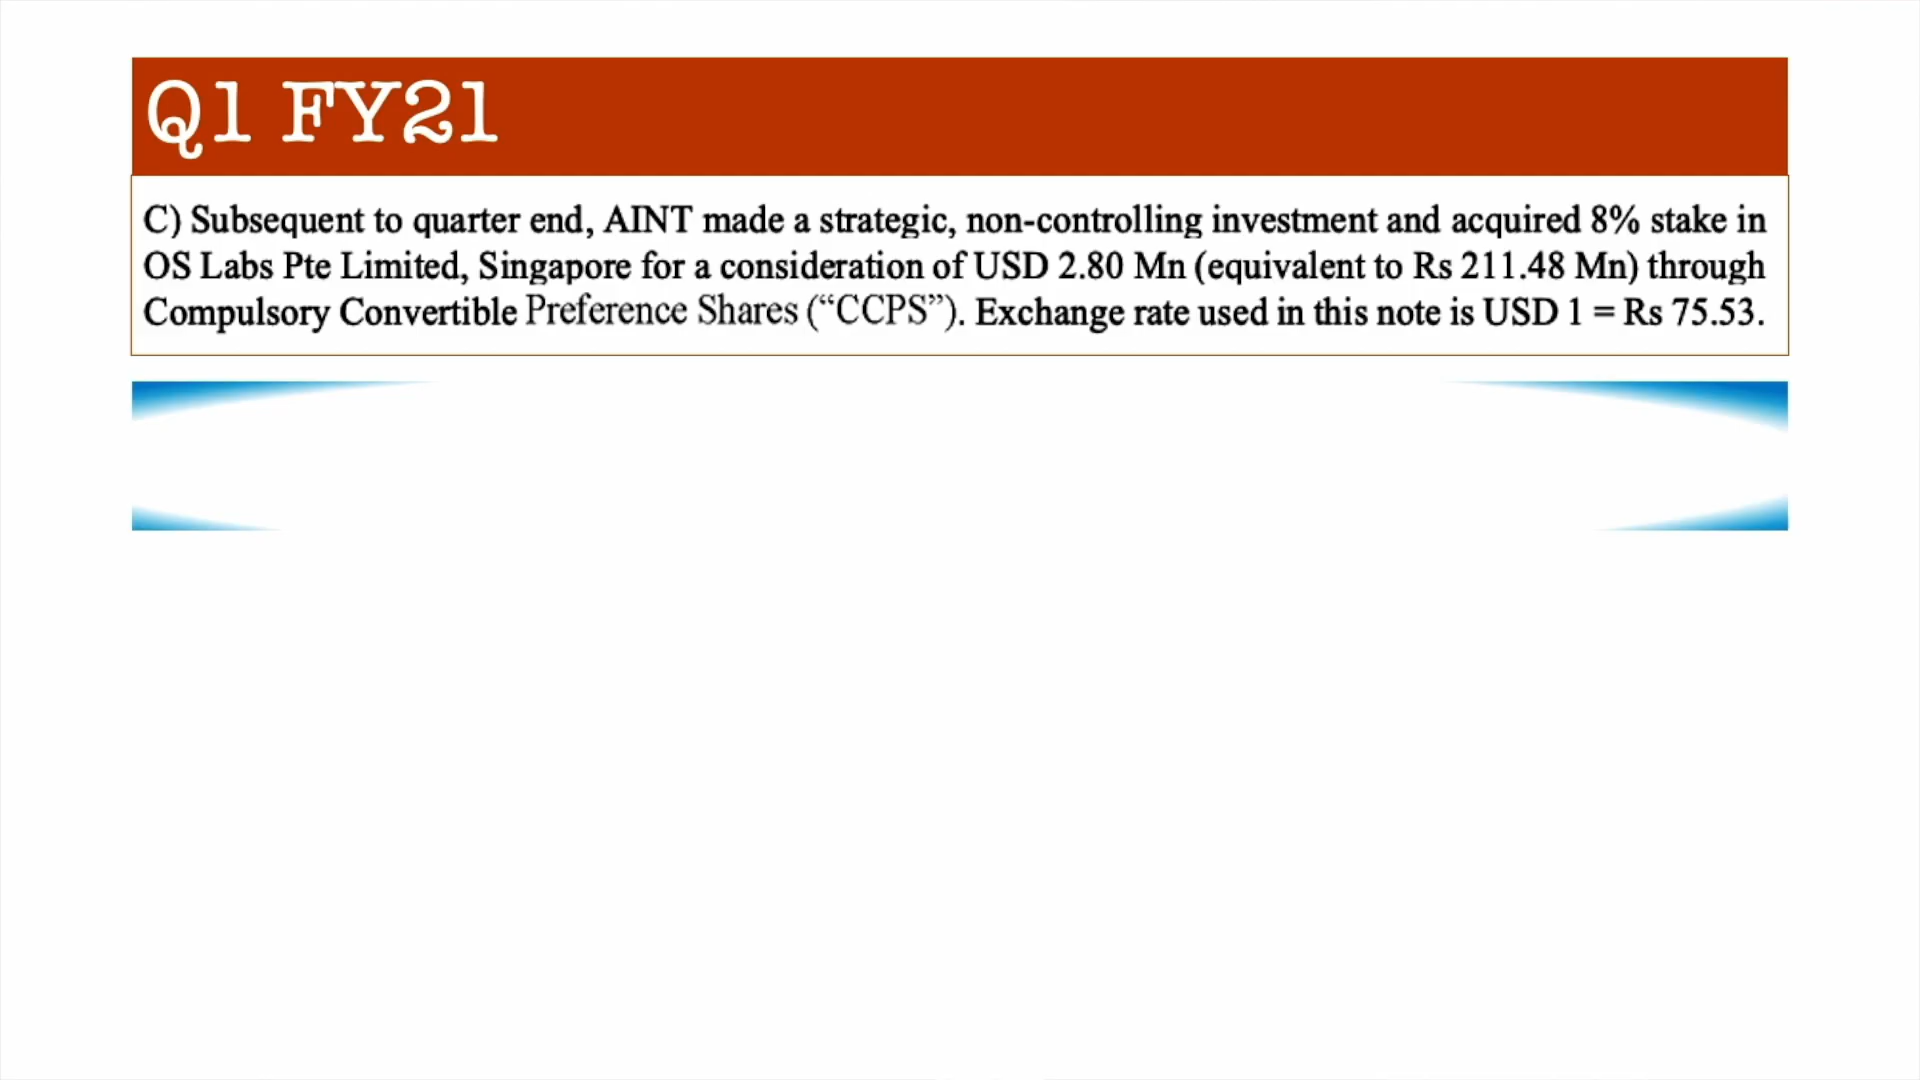 Q1 FY21
C) Subsequent to quarter end, AINT made a strategic, non-controlling investment and acquired 8% stake in
OS Labs Pte Limited, Singapore for a consideration of USD 2.80 Mn (equivalent to Rs 211.48 Mn) through
Compulsory Convertible Preference Shares (“CCPS”). Exchange rate used in this note is USD 1 = Rs 75.53.